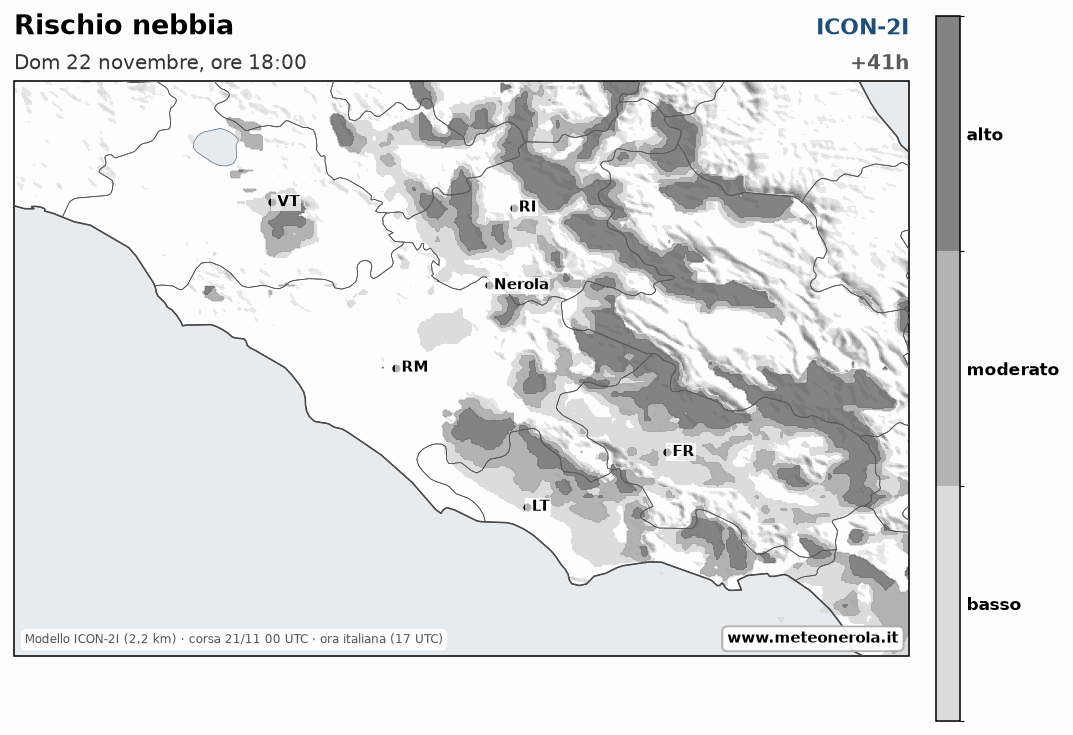 Rischio nebbia
ICON-2I
Dom 22 novembre, ore 18:00
+41h
alto
VT
RI
Nerola
moderato
RM
FR
LT
basso
Modello ICON-2I (2,2 km) · corsa 21/11 00 UTC · ora italiana (17 UTC)
www.meteonerola.it